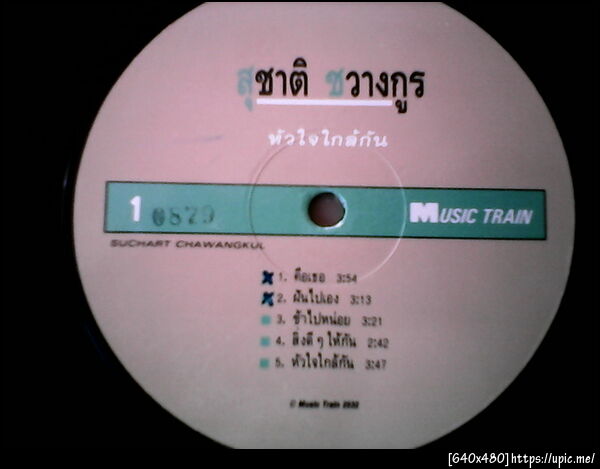 สุชาติ ชวางกูร
หัวใจใกล้กัน
1 0879 MUSIC TRAIN
SUCHART CHAWANGKUL
1. คือเธอ 3:54
2. ฝันไปเอง 3:13
3. ช้าไปหน่อย 3:21
4. สิ่งดี ๆ ให้กัน 2:42
5. หัวใจใกล้กัน 3:47
© Music Train 2532
[640x480]https://upic.me/